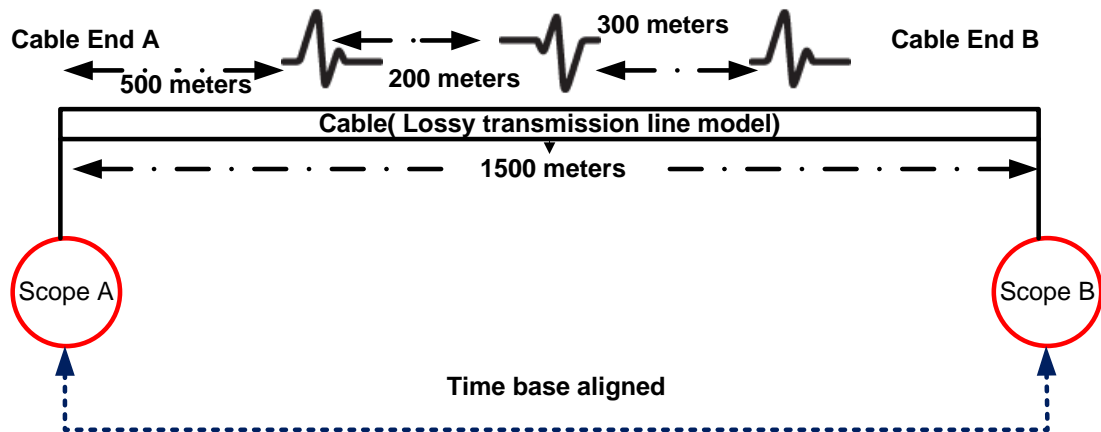 Cable End A
300 meters
Cable End B
500 meters
200 meters
Cable( Lossy transmission line model)
1500 meters
Scope A
Scope B
Time base aligned